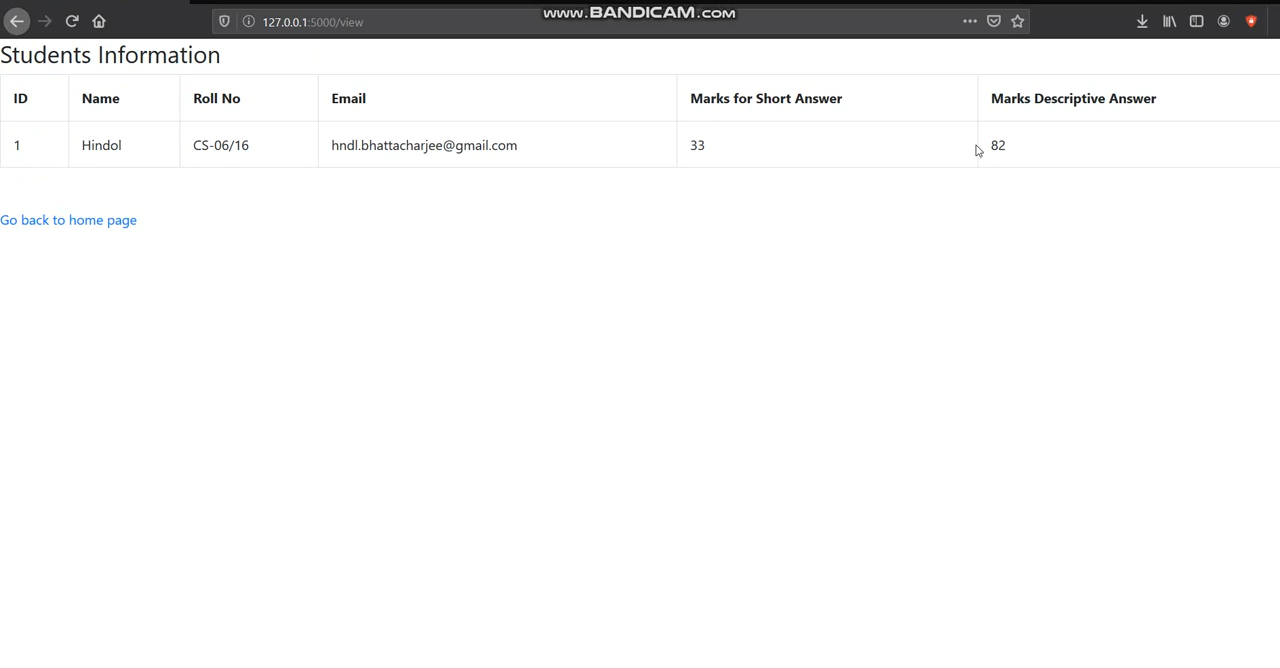 www.BANDICAM.com
127.0.0.1:5000/view
Students Information
ID Name Roll No Email Marks for Short Answer Marks Descriptive Answer
1 Hindol CS-06/16 hndl.bhattacharjee@gmail.com 33 82
Go back to home page